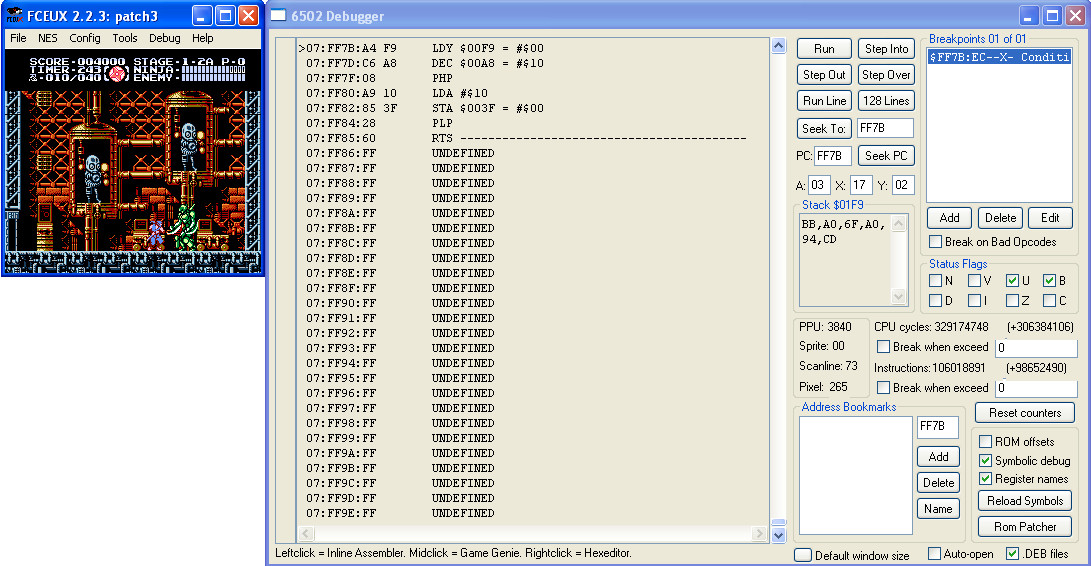 FCEUX 2.2.3: patch3
File NES Config Tools Debug Help
SCORE-004000 STAGE-1-2A P-0
TIMER-243 NINJA-
-010/040 ENEMY-
6502 Debugger
>07:FF7B:A4 F9 LDY $00F9 = #$00
07:FF7D:C6 A8 DEC $00A8 = #$10
07:FF7F:08 PHP
07:FF80:A9 10 LDA #$10
07:FF82:85 3F STA $003F = #$00
07:FF84:28 PLP
07:FF85:60 RTS -----------------------------------------
07:FF86:FF UNDEFINED
07:FF87:FF UNDEFINED
07:FF88:FF UNDEFINED
07:FF89:FF UNDEFINED
07:FF8A:FF UNDEFINED
07:FF8B:FF UNDEFINED
07:FF8C:FF UNDEFINED
07:FF8D:FF UNDEFINED
07:FF8E:FF UNDEFINED
07:FF8F:FF UNDEFINED
07:FF90:FF UNDEFINED
07:FF91:FF UNDEFINED
07:FF92:FF UNDEFINED
07:FF93:FF UNDEFINED
07:FF94:FF UNDEFINED
07:FF95:FF UNDEFINED
07:FF96:FF UNDEFINED
07:FF97:FF UNDEFINED
07:FF98:FF UNDEFINED
07:FF99:FF UNDEFINED
07:FF9A:FF UNDEFINED
07:FF9B:FF UNDEFINED
07:FF9C:FF UNDEFINED
07:FF9D:FF UNDEFINED
07:FF9E:FF UNDEFINED
Leftclick = Inline Assembler. Midclick = Game Genie. Rightclick = Hexeditor.
Run Step Into
Step Out Step Over
Run Line 128 Lines
Seek To: FF7B
PC: FF7B Seek PC
A: 03 X: 17 Y: 02
Stack $01F9
BB,A0,6F,A0,
94,CD
Breakpoints 01 of 01
$FF7B:EC--X- Conditi
Add Delete Edit
Break on Bad Opcodes
Status Flags
N V U B
D I Z C
PPU: 3840
Sprite: 00
Scanline: 73
Pixel: 265
CPU cycles: 329174748 (+306384106)
Break when exceed 0
Instructions: 106018891 (+98652490)
Break when exceed 0
Address Bookmarks
FF7B
Add
Delete
Name
Reset counters
ROM offsets
Symbolic debug
Register names
Reload Symbols
Rom Patcher
Default window size Auto-open .DEB files